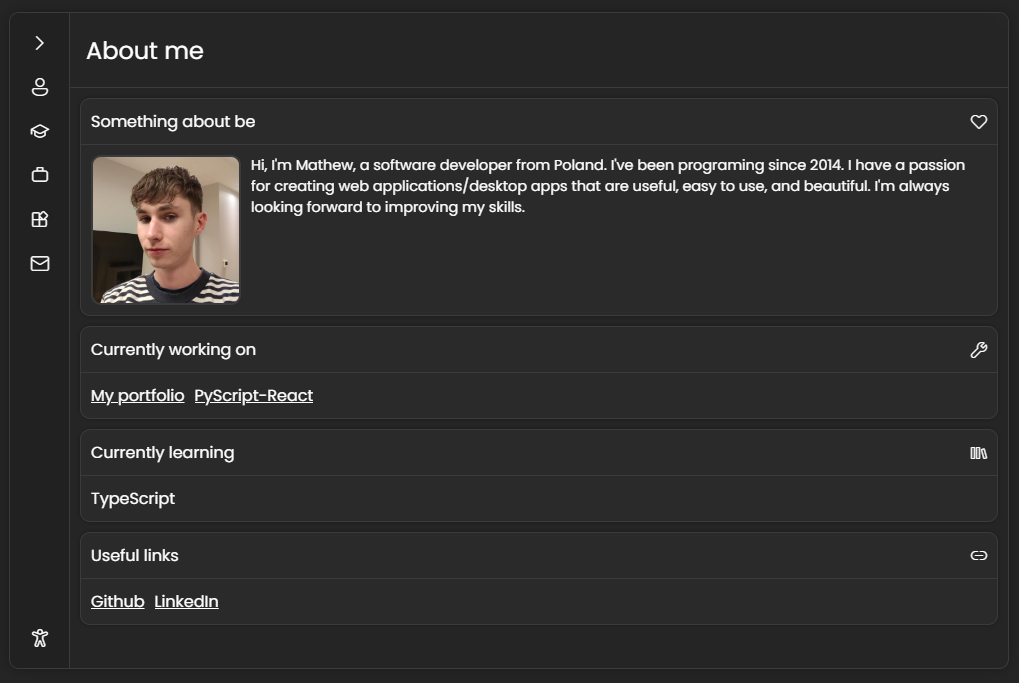 About me
Something about be
Hi, I'm Mathew, a software developer from Poland. I've been programing since 2014. I have a passion
for creating web applications/desktop apps that are useful, easy to use, and beautiful. I'm always
looking forward to improving my skills.
Currently working on
My portfolio PyScript-React
Currently learning
TypeScript
Useful links
Github LinkedIn